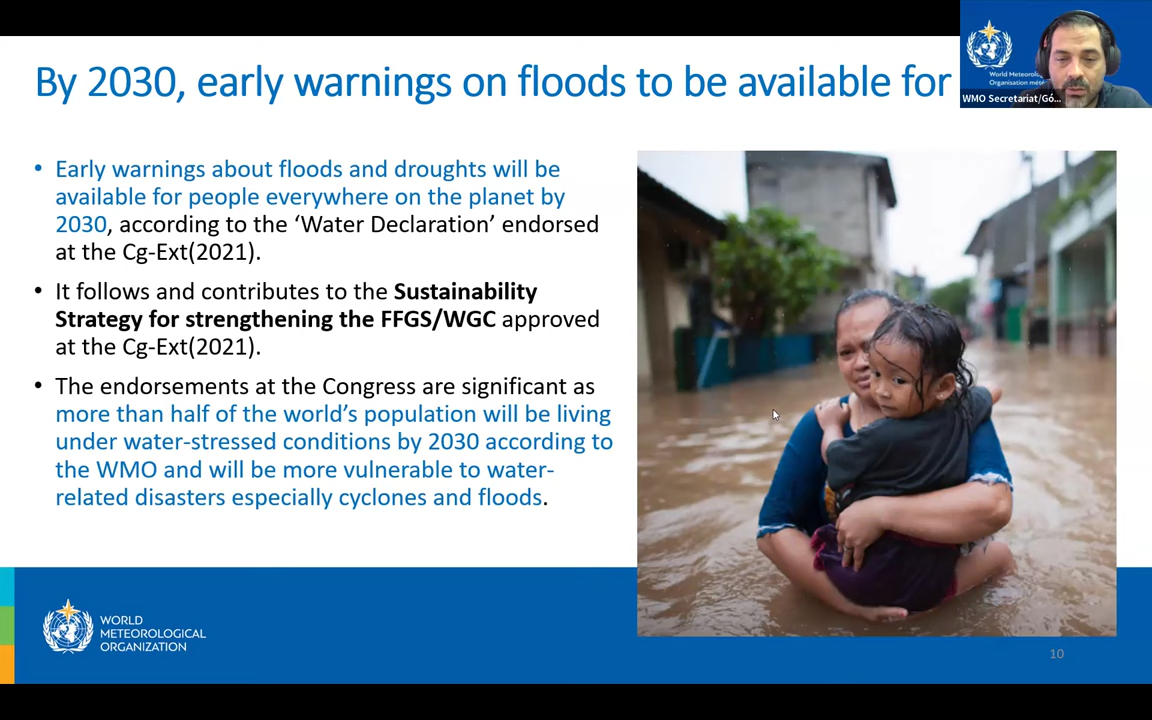 By 2030, early warnings on floods to be available for
World Meteorol
Organisation mété
WMO Secretariat/Gó...
• Early warnings about floods and droughts will be
available for people everywhere on the planet by
2030, according to the ‘Water Declaration’ endorsed
at the Cg-Ext(2021).
• It follows and contributes to the Sustainability
Strategy for strengthening the FFGS/WGC approved
at the Cg-Ext(2021).
• The endorsements at the Congress are significant as
more than half of the world’s population will be living
under water-stressed conditions by 2030 according to
the WMO and will be more vulnerable to water-
related disasters especially cyclones and floods.
WORLD
METEOROLOGICAL
ORGANIZATION
10